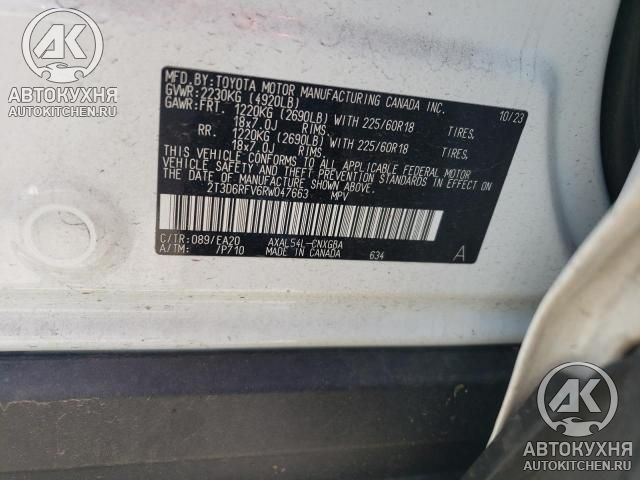 MFD.BY:TOYOTA MOTOR MANUFACTURING CANADA INC.
GVWR:2230KG (4920LB) 10/23
GAWR:FRT. 1220KG (2690LB) WITH 225/60R18 TIRES.
18x7.0J RIMS.
RR. 1220KG (2690LB) WITH 225/60R18 TIRES.
18x7.0J RIMS.
THIS VEHICLE CONFORMS TO ALL APPLICABLE FEDERAL MOTOR
VEHICLE SAFETY AND THEFT PREVENTION STANDARDS IN EFFECT ON
THE DATE OF MANUFACTURE SHOWN ABOVE.
2T3D6RFV6RW047663 MPV
C/TR:089/EA20 AXAL54L-CNXGBA
A/TM: 7P710 MADE IN CANADA 634 A
AK
АВТОКУХНЯ
AUTOKITCHEN.RU
AK
АВТОКУХНЯ
AUTOKITCHEN.RU